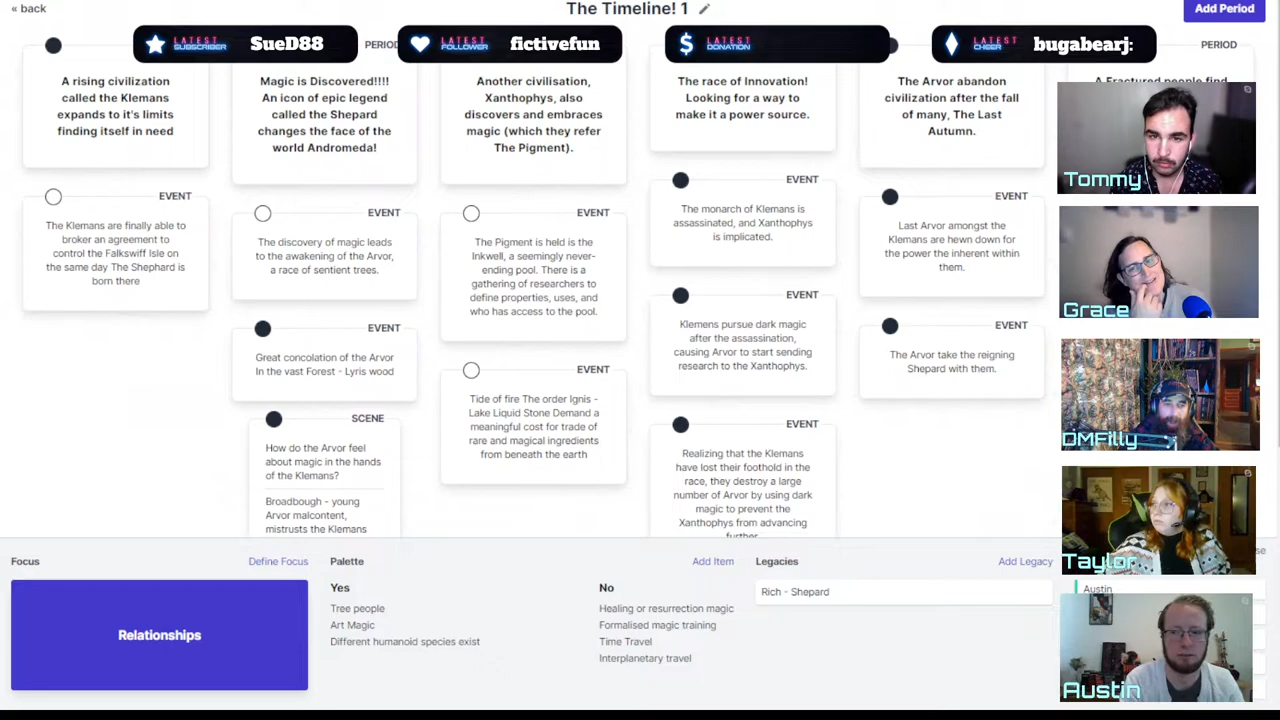 « back
The Timeline! 1
Add Period
LATEST
SUBSCRIBER
SueD88
LATEST
FOLLOWER
fictivefun
LATEST
DONATION
LATEST
CHEER
bugabearj:
A rising civilization
called the Klemans
expands to it's limits
finding itself in need
EVENT
The Klemans are finally able to
broker an agreement to
control the Falkswiff Isle on
the same day The Shephard is
born there
PERIOD
Magic is Discovered!!!!
An icon of epic legend
called the Shepard
changes the face of the
world Andromeda!
EVENT
The discovery of magic leads
to the awakening of the Arvor,
a race of sentient trees.
EVENT
Great concolation of the Arvor
In the vast Forest - Lyris wood
SCENE
How do the Arvor feel
about magic in the hands
of the Klemans?
Broadbough - young
Arvor malcontent,
mistrusts the Klemans
Another civilisation,
Xanthophys, also
discovers and embraces
magic (which they refer
The Pigment).
EVENT
The Pigment is held is the
Inkwell, a seemingly never-
ending pool. There is a
gathering of researchers to
define properties, uses, and
who has access to the pool.
EVENT
Tide of fire The order Ignis -
Lake Liquid Stone Demand a
meaningful cost for trade of
rare and magical ingredients
from beneath the earth
The race of Innovation!
Looking for a way to
make it a power source.
EVENT
The monarch of Klemans is
assassinated, and Xanthophys
is implicated.
EVENT
Klemens pursue dark magic
after the assassination,
causing Arvor to start sending
research to the Xanthophys.
EVENT
Realizing that the Klemans
have lost their foothold in the
race, they destroy a large
number of Arvor by using dark
magic to prevent the
Xanthophys from advancing
further.
The Arvor abandon
civilization after the fall
of many, The Last
Autumn.
EVENT
Last Arvor amongst the
Klemans are hewn down for
the power the inherent within
them.
EVENT
The Arvor take the reigning
Shepard with them.
PERIOD
A Fractured people find
Tommy
Grace
DMFilly
Taylor
Austin
Austin
Focus
Define Focus
Relationships
Palette
Add Item
Yes
Tree people
Art Magic
Different humanoid species exist
No
Healing or resurrection magic
Formalised magic training
Time Travel
Interplanetary travel
Legacies
Add Legacy
Rich - Shepard